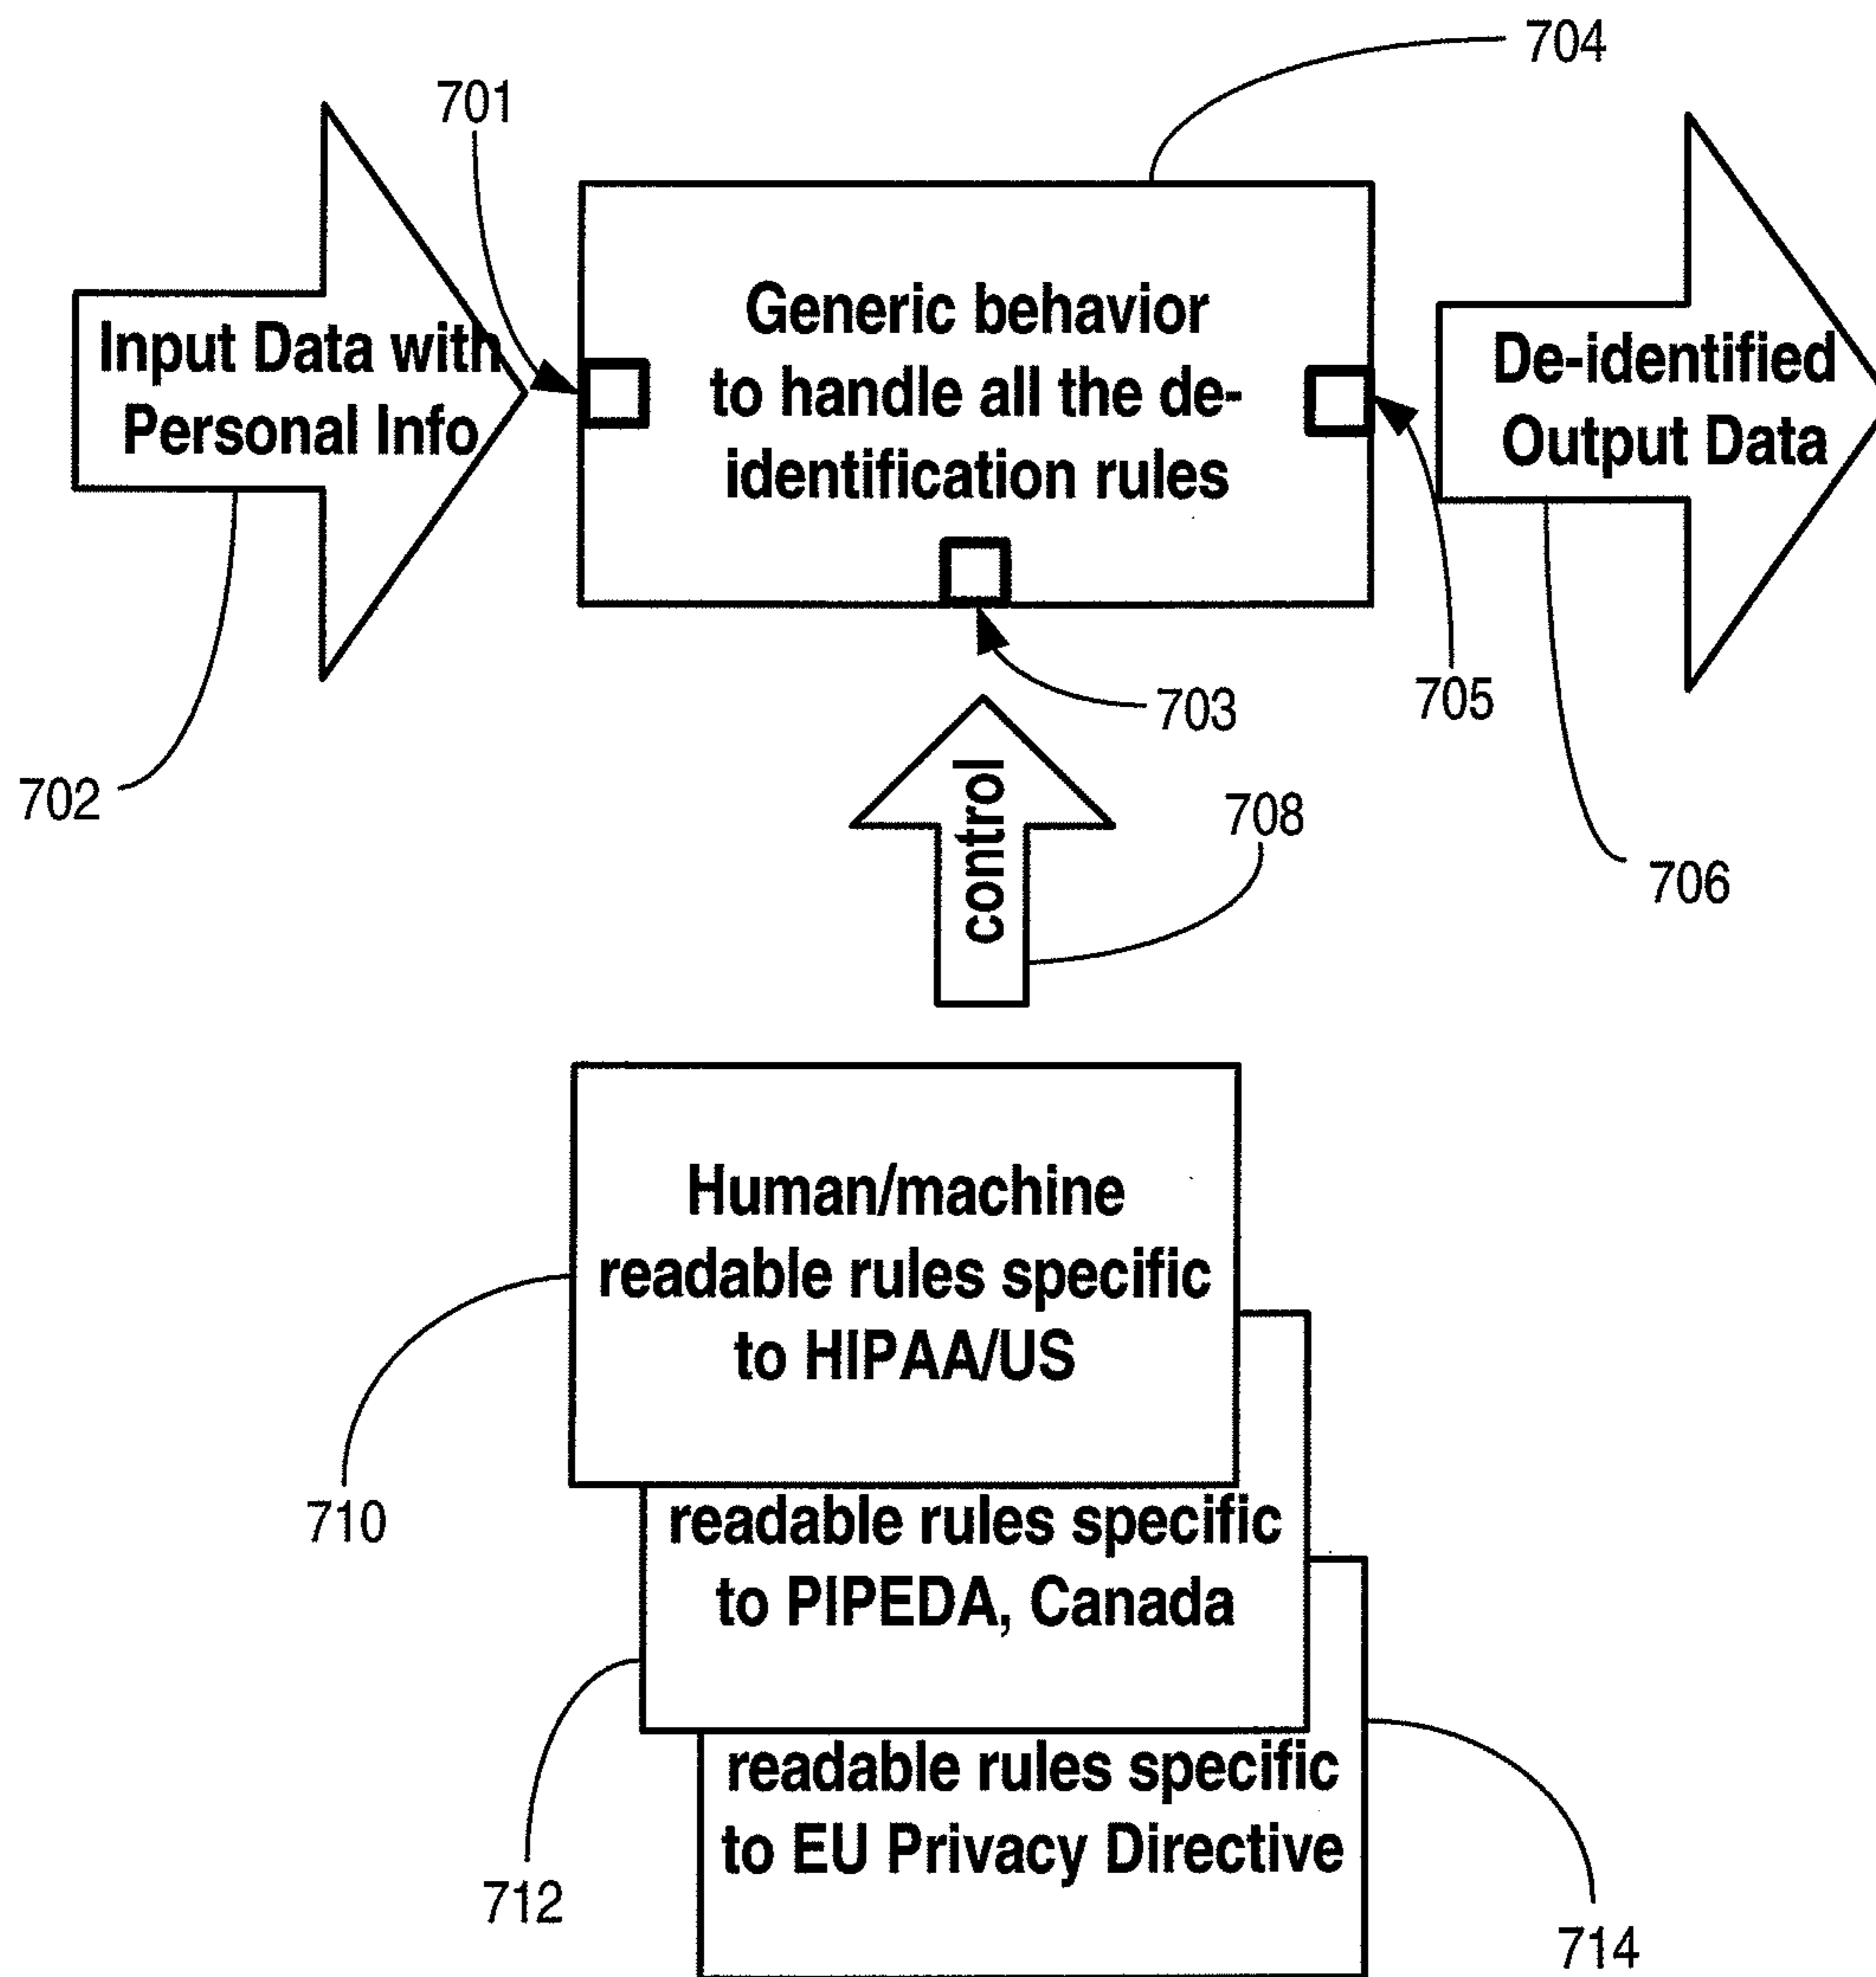 704
701
Input Data with
Personal Info
Generic behavior
to handle all the de-
identification rules
De-identified
Output Data
703
705
702
control
708
706
Human/machine
readable rules specific
to HIPAA/US
710
readable rules specific
to PIPEDA, Canada
712
readable rules specific
to EU Privacy Directive
714